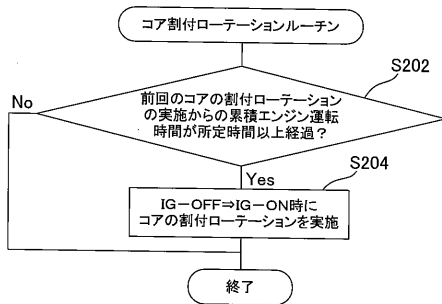 コア割付ローテーションルーチン
S202
No
前回のコアの割付ローテーション
の実施からの累積エンジン運転
時間が所定時間以上経過?
Yes
S204
IG-OFF⇒IG-ON時に
コアの割付ローテーションを実施
終了